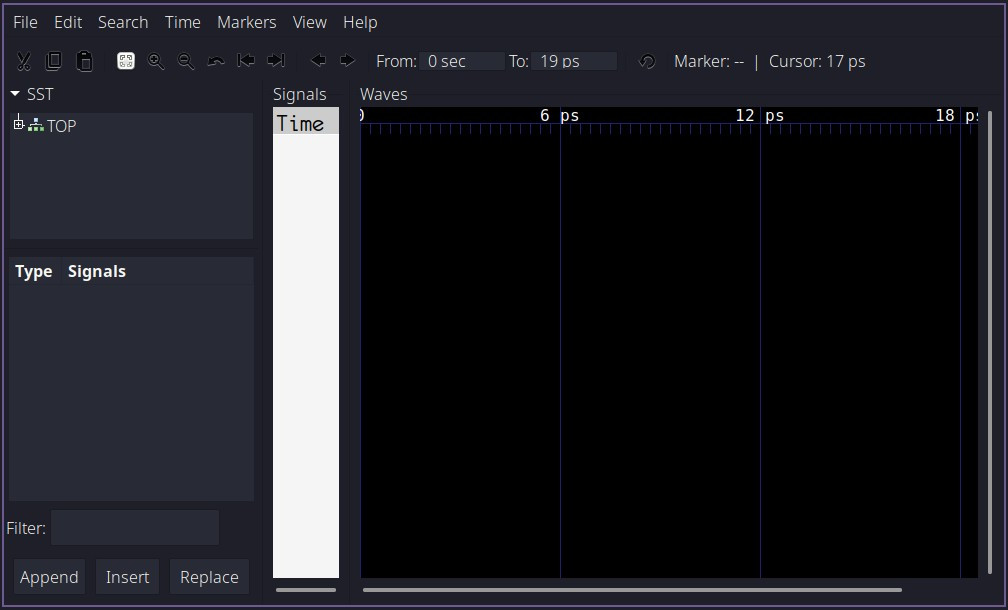 File Edit Search Time Markers View Help
From: 0 sec To: 19 ps Marker: -- | Cursor: 17 ps
SST
TOP
Type Signals
Filter:
Append Insert Replace
Signals
Time
Waves
0 6 ps 12 ps 18 ps